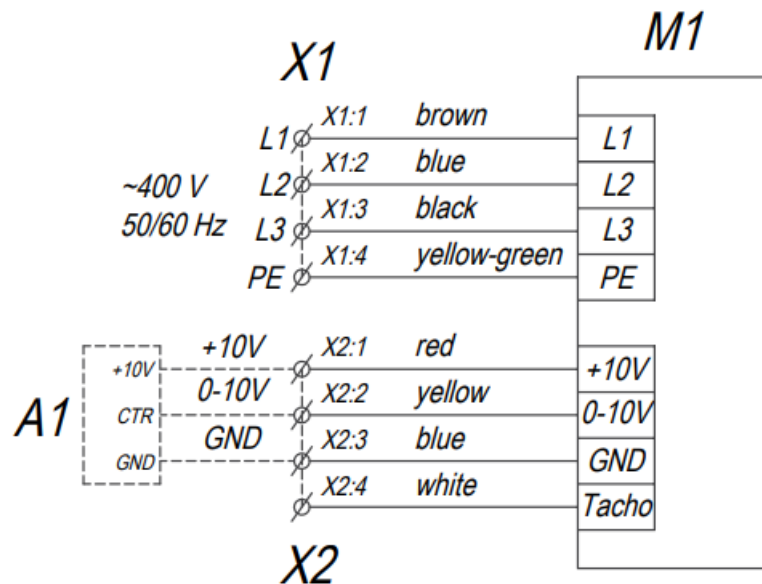 M1
X1
X1:1 brown
L1 L1
X1:2 blue
~400 V L2 L2
X1:3 black
50/60 Hz L3 L3
X1:4 yellow-green
PE PE
+10V X2:1 red
+10V +10V
0-10V X2:2 yellow
A1 CTR 0-10V
GND X2:3 blue
GND GND
X2:4 white
Tacho
X2